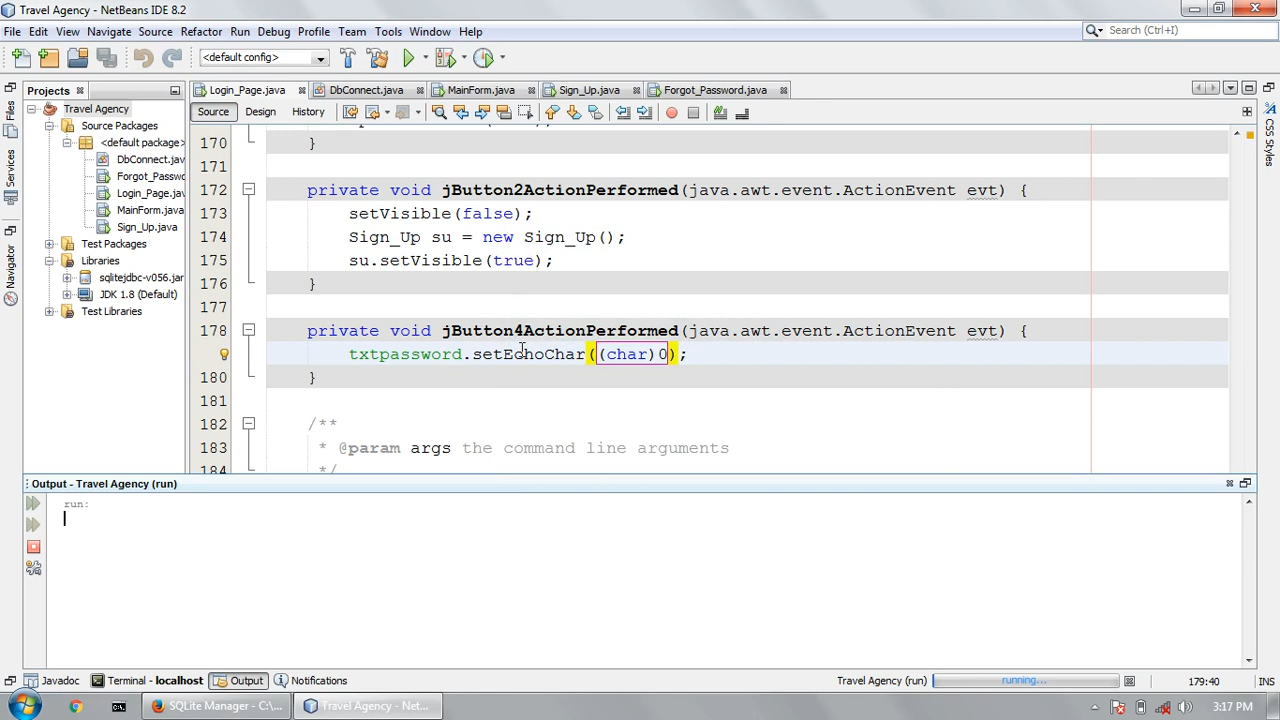 Travel Agency - NetBeans IDE 8.2
File Edit View Navigate Source Refactor Run Debug Profile Team Tools Window Help
Search (Ctrl+I)
<default config>
Projects
Login_Page.java
DbConnect.java
MainForm.java
Sign_Up.java
Forgot_Password.java
Source Design History
Files
Services
Navigator
CSS Styles
Travel Agency
Source Packages
<default package>
DbConnect.jav
Forgot_Passwo
Login_Page.jav
MainForm.java
Sign_Up.java
Test Packages
Libraries
sqlitejdbc-v056.jar
JDK 1.8 (Default)
Test Libraries
170 }
171
172 private void jButton2ActionPerformed(java.awt.event.ActionEvent evt) {
173 setVisible(false);
174 Sign_Up su = new Sign_Up();
175 su.setVisible(true);
176 }
177
178 private void jButton4ActionPerformed(java.awt.event.ActionEvent evt) {
txtpassword.setEchoChar((char)0);
180 }
181
182 /**
183 * @param args the command line arguments
184 */
Output - Travel Agency (run)
run:
Javadoc Terminal - localhost Output Notifications
Travel Agency (run) running... 179:40 INS
SQLite Manager - C:\...
Travel Agency - Net...
3:17 PM